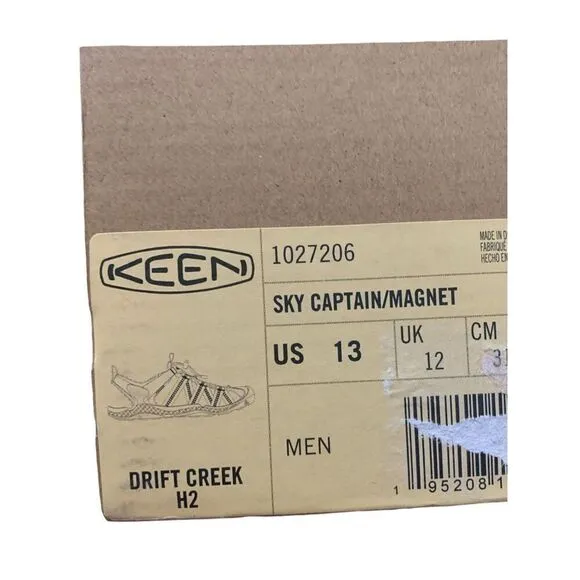 KEEN
1027206
MADE IN
FABRIQUÉ
HECHO EN
SKY CAPTAIN/MAGNET
US 13
UK
12
CM
MEN
DRIFT CREEK
H2
1 95208 1